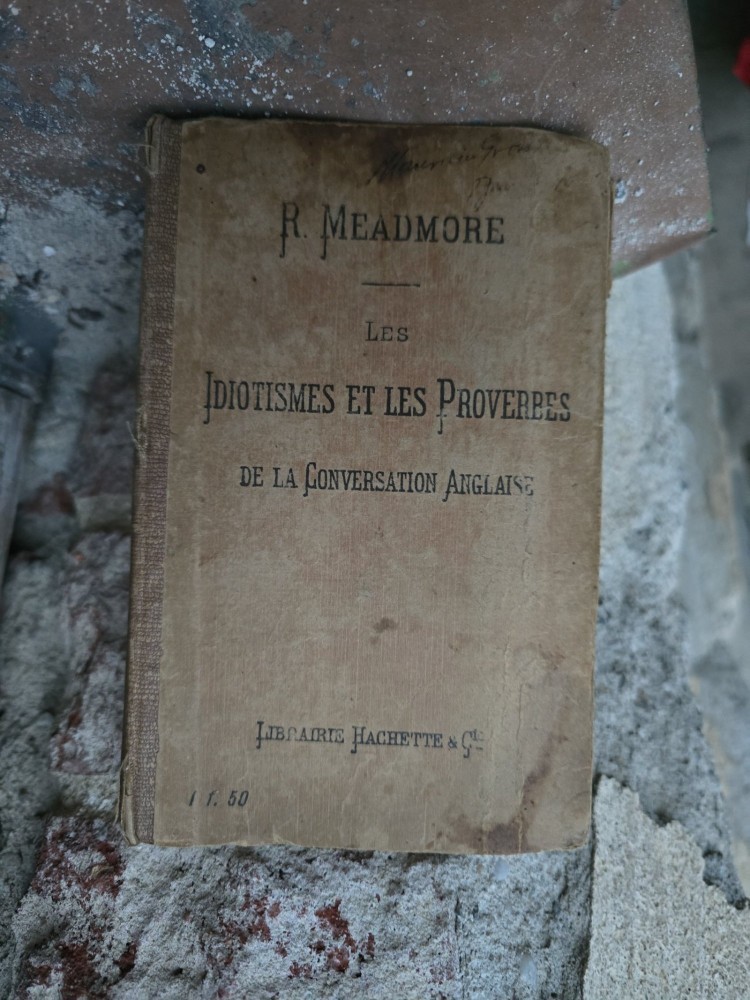 R. MEADMORE
LES
IDIOTISMES ET LES PROVERBES
DE LA CONVERSATION ANGLAISE
LIBRAIRIE HACHETTE & Cie
1 f. 50